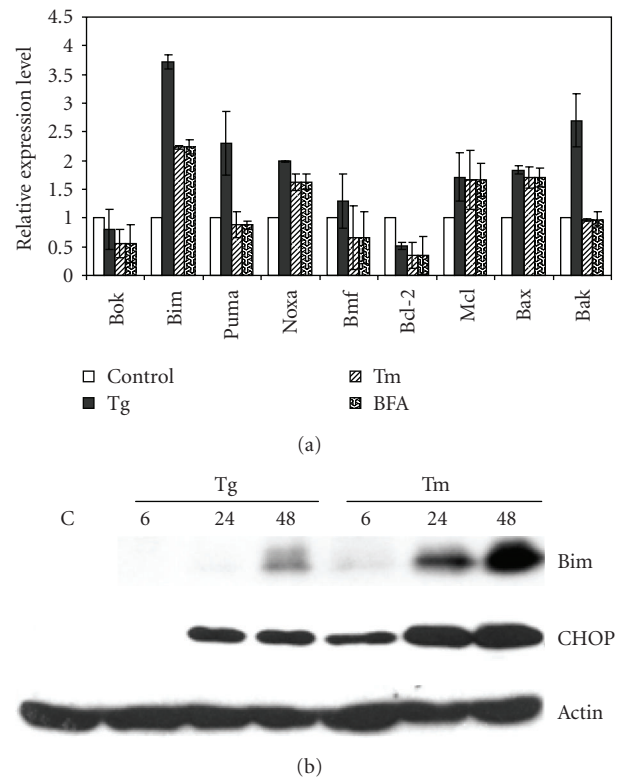 (a)
Relative expression level
4.5
4
3.5
3
2.5
2
1.5
1
0.5
0
Bok Bim Puma Noxa Bmf Bcl-2 Mcl Bax Bak
Control Tm
Tg BFA
(a)
Tg Tm
C 6 24 48 6 24 48
Bim
CHOP
Actin
(b)